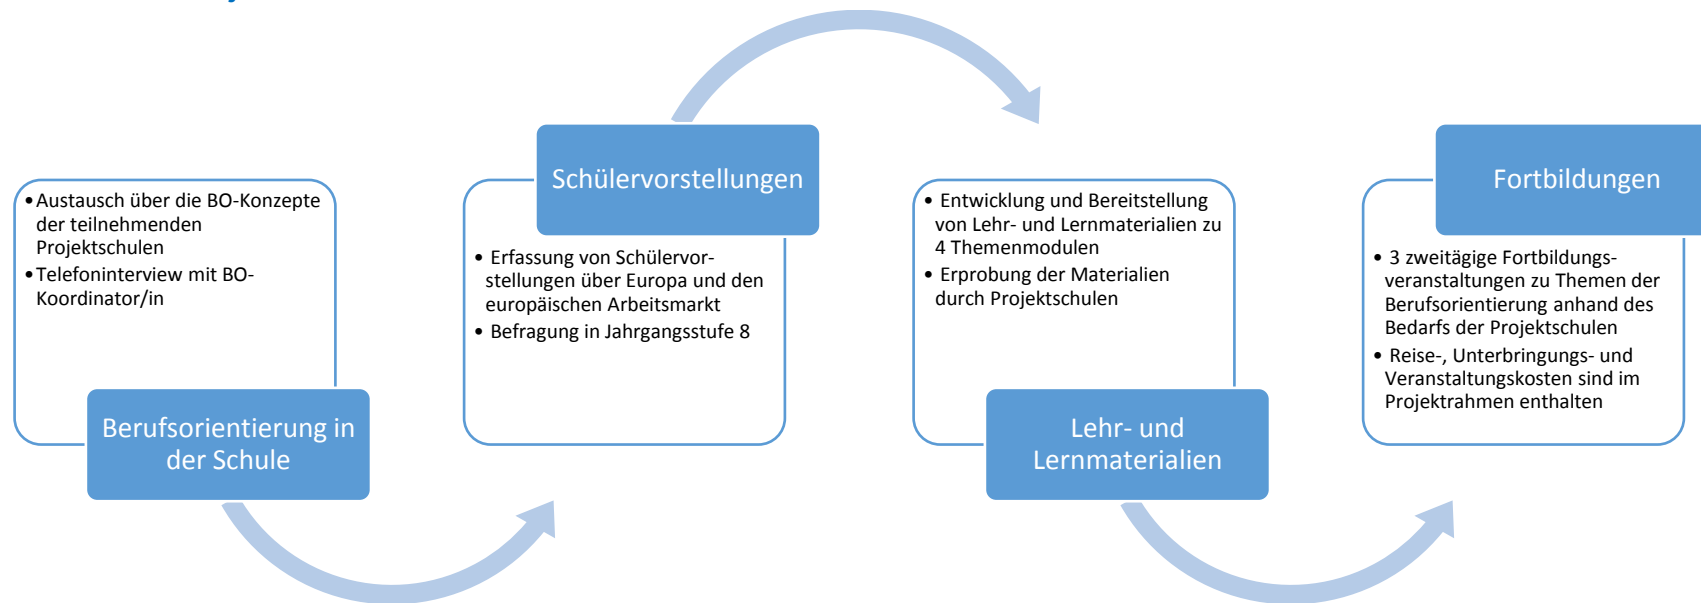 •Austausch über die BO-Konzepte
der teilnehmenden
Projektschulen
•Telefoninterview mit BO-
Koordinator/in
Berufsorientierung in
der Schule
Schülervorstellungen
• Erfassung von Schülervor-
stellungen über Europa und den
europäischen Arbeitsmarkt
• Befragung in Jahrgangsstufe 8
• Entwicklung und Bereitstellung
von Lehr- und Lernmaterialien zu
4 Themenmodulen
• Erprobung der Materialien
durch Projektschulen
Lehr- und
Lernmaterialien
Fortbildungen
• 3 zweitägige Fortbildungs-
veranstaltungen zu Themen der
Berufsorientierung anhand des
Bedarfs der Projektschulen
• Reise-, Unterbringungs- und
Veranstaltungskosten sind im
Projektrahmen enthalten